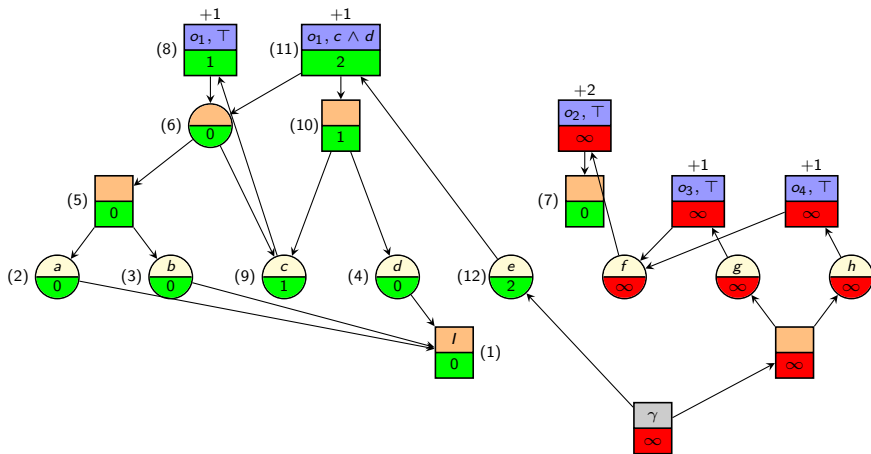 +1 +1
(8) o₁, ⊤ (11) o₁, c ∧ d
1 2
+2
o₂, ⊤
(6) 0 (10) 1 ∞
+1 +1
(5) (7) o₃, ⊤ o₄, ⊤
0 0 ∞ ∞
(2) a (3) b (9) c (4) d (12) e f g h
0 0 1 0 2 ∞ ∞ ∞
I (1)
0 ∞
γ
∞